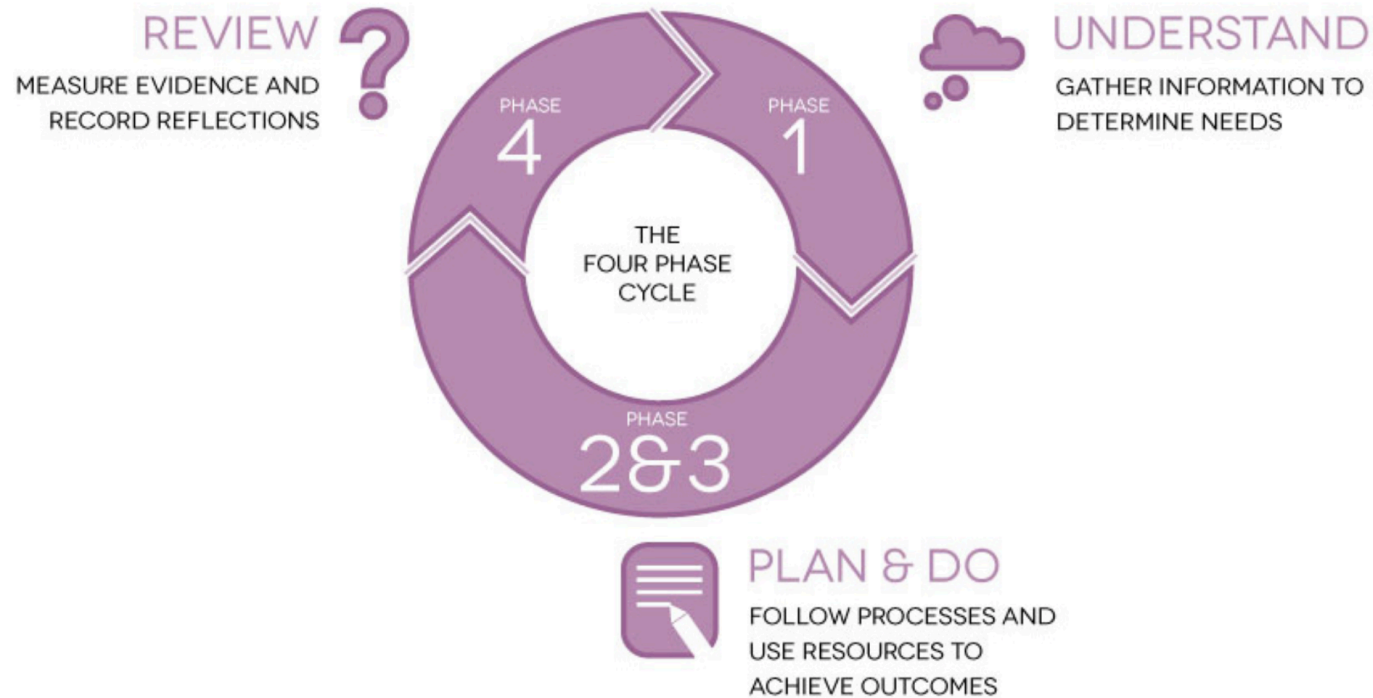 REVIEW
MEASURE EVIDENCE AND
RECORD REFLECTIONS
UNDERSTAND
GATHER INFORMATION TO
DETERMINE NEEDS
PHASE
4
PHASE
1
THE
FOUR PHASE
CYCLE
PHASE
2&3
PLAN & DO
FOLLOW PROCESSES AND
USE RESOURCES TO
ACHIEVE OUTCOMES